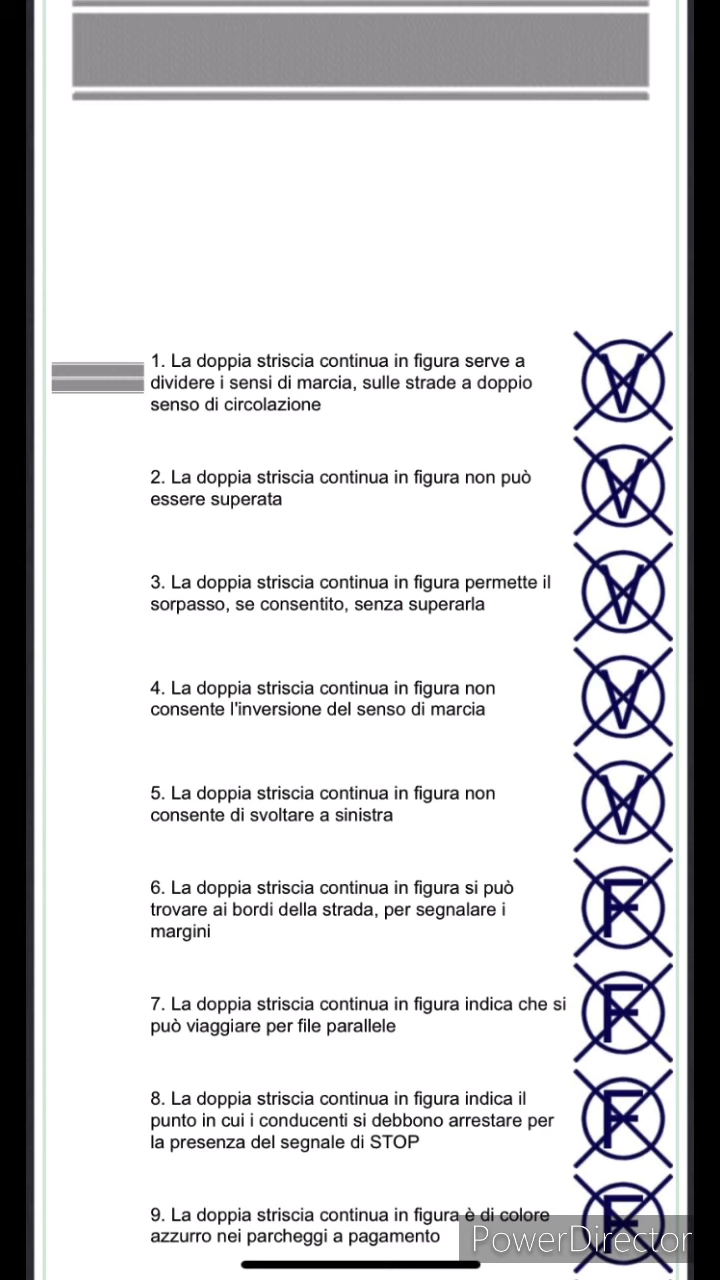 1. La doppia striscia continua in figura serve a
dividere i sensi di marcia, sulle strade a doppio
senso di circolazione
V
2. La doppia striscia continua in figura non può
essere superata
V
3. La doppia striscia continua in figura permette il
sorpasso, se consentito, senza superarla
V
4. La doppia striscia continua in figura non
consente l'inversione del senso di marcia
V
5. La doppia striscia continua in figura non
consente di svoltare a sinistra
V
6. La doppia striscia continua in figura si può
trovare ai bordi della strada, per segnalare i
margini
F
7. La doppia striscia continua in figura indica che si
può viaggiare per file parallele
F
8. La doppia striscia continua in figura indica il
punto in cui i conducenti si debbono arrestare per
la presenza del segnale di STOP
F
9. La doppia striscia continua in figura è di colore
azzurro nei parcheggi a pagamento
F
PowerDirector